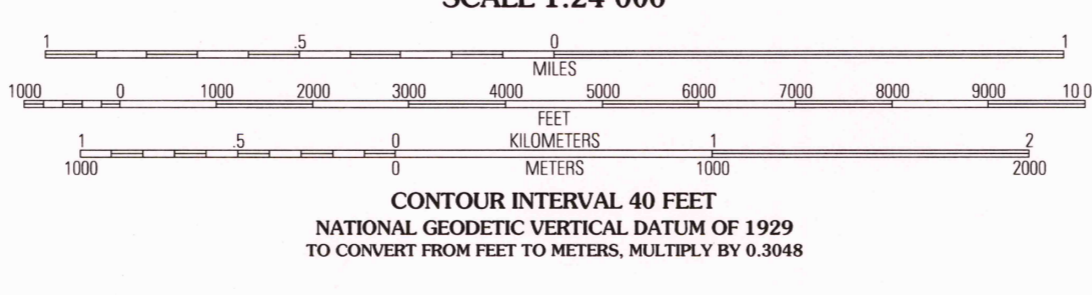 SCALE 1:24 000
1 .5 0 1
MILES
1000 0 1000 2000 3000 4000 5000 6000 7000 8000 9000 10 0
FEET
1 .5 0 KILOMETERS 1 2
1000 0 METERS 1000 2000
CONTOUR INTERVAL 40 FEET
NATIONAL GEODETIC VERTICAL DATUM OF 1929
TO CONVERT FROM FEET TO METERS, MULTIPLY BY 0.3048